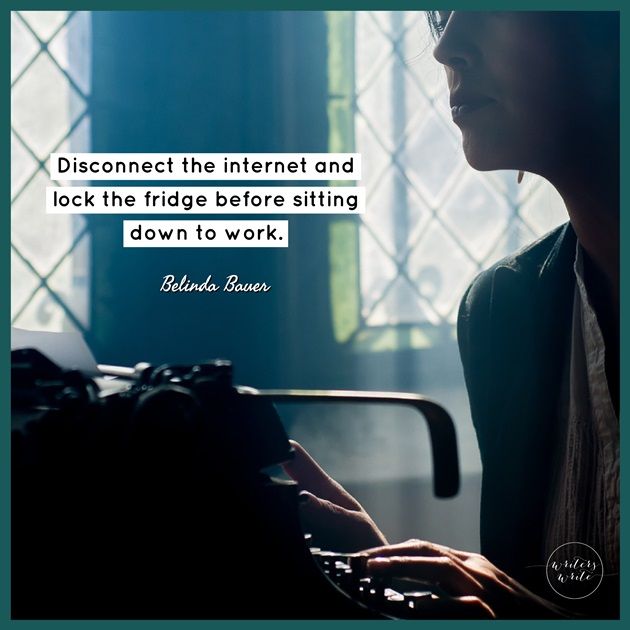 Disconnect the internet and
lock the fridge before sitting
down to work.
Belinda Bauer
writers
write